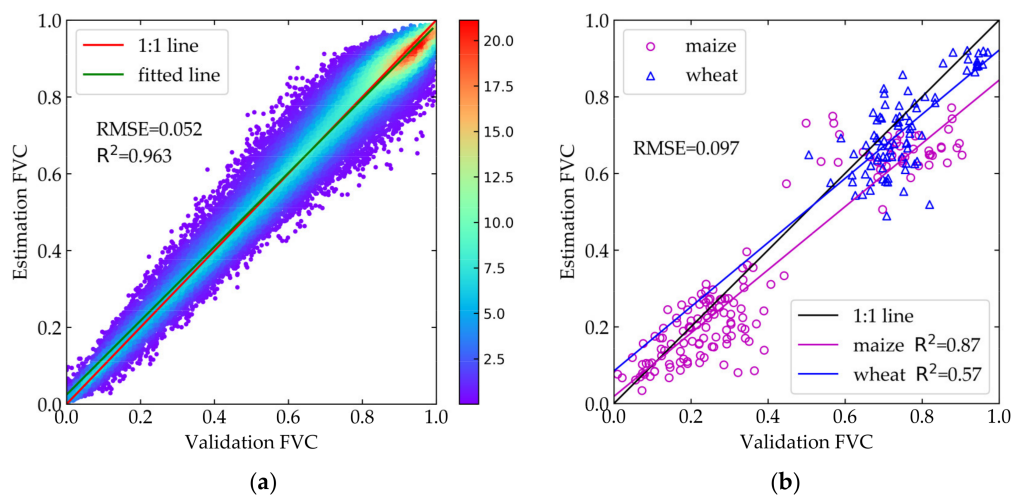 1:1 line
fitted line
RMSE=0.052
R²=0.963
1.0
0.8
0.6
0.4
0.2
0.0
Estimation FVC
0.0 0.2 0.4 0.6 0.8 1.0
Validation FVC
20.0
17.5
15.0
12.5
10.0
7.5
5.0
2.5
(a)
maize
wheat
RMSE=0.097
1.0
0.8
0.6
0.4
0.2
0.0
Estimation FVC
1:1 line
maize R²=0.87
wheat R²=0.57
0.0 0.2 0.4 0.6 0.8 1.0
Validation FVC
(b)